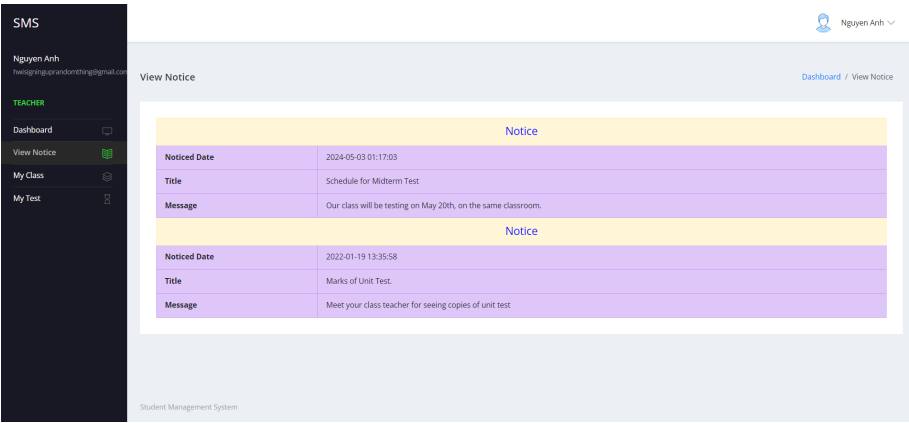 SMS
Nguyen Anh
Nguyen Anh
hwisigninguprandomthing@gmail.com
View Notice
Dashboard / View Notice
TEACHER
Dashboard
View Notice
My Class
My Test
Notice
Noticed Date 2024-05-03 01:17:03
Title Schedule for Midterm Test
Message Our class will be testing on May 20th, on the same classroom.
Notice
Noticed Date 2022-01-19 13:35:58
Title Marks of Unit Test.
Message Meet your class teacher for seeing copies of unit test
Student Management System